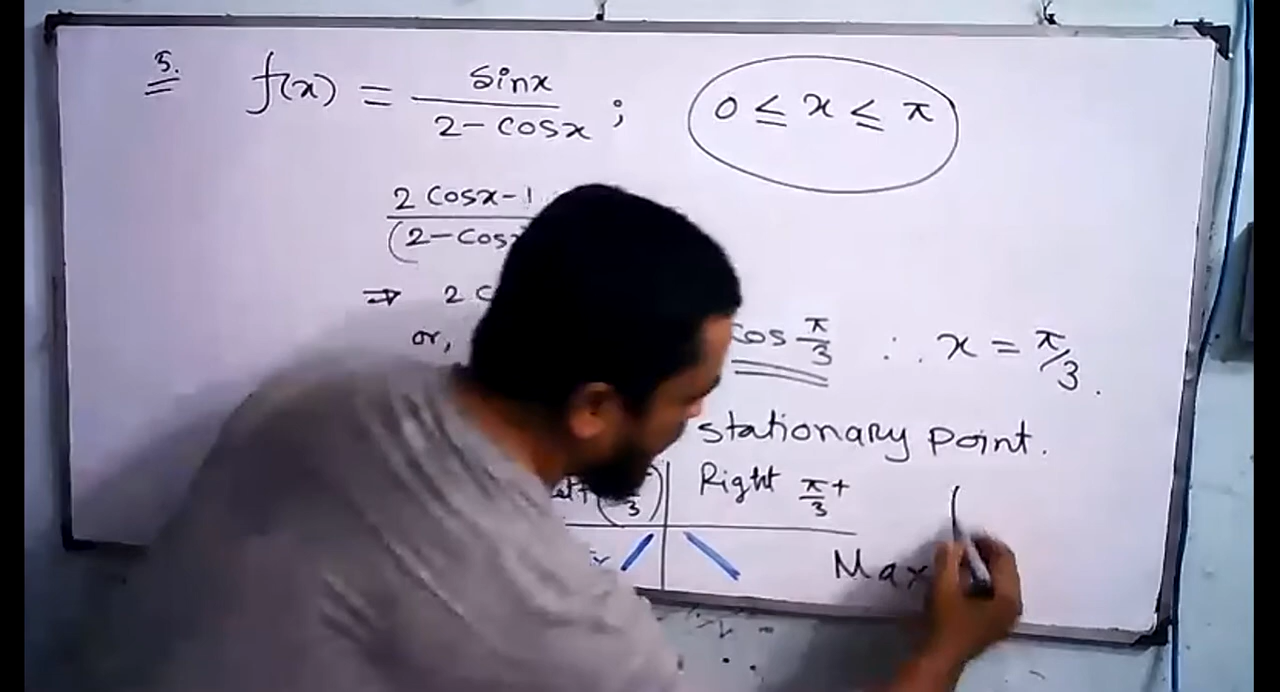 5. f(x) = sinx / 2 - cosx ; 0 ≤ x ≤ π
2 cosx - 1
(2 - cos
⇒ 2 c
or, cos π/3 ∴ x = π/3.
stationary point.
Right π/3 +
Max (